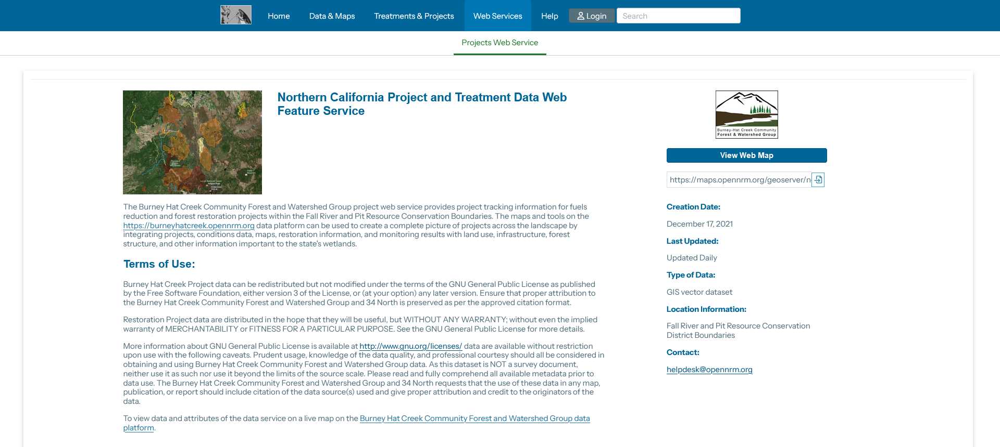 Home
Data & Maps
Treatments & Projects
Web Services
Help
Login
Search
Projects Web Service
Northern California Project and Treatment Data Web
Feature Service
Burney-Hat Creek Community
Forest & Watershed Group
View Web Map
https://maps.opennrm.org/geoserver/n
The Burney Hat Creek Community Forest and Watershed Group project web service provides project tracking information for fuels
reduction and forest restoration projects within the Fall River and Pit Resource Conservation Boundaries. The maps and tools on the
https://burneyhatcreek.opennrm.org data platform can be used to create a complete picture of projects across the landscape by
integrating projects, conditions data, maps, restoration information, and monitoring results with land use, infrastructure, forest
structure, and other information important to the state's wetlands.
Terms of Use:
Burney Hat Creek Project data can be redistributed but not modified under the terms of the GNU General Public License as published
by the Free Software Foundation, either version 3 of the License, or (at your option) any later version. Ensure that proper attribution to
the Burney Hat Creek Community Forest and Watershed Group and 34 North is preserved as per the approved citation format.
Restoration Project data are distributed in the hope that they will be useful, but WITHOUT ANY WARRANTY; without even the implied
warranty of MERCHANTABILITY or FITNESS FOR A PARTICULAR PURPOSE. See the GNU General Public License for more details.
More information about GNU General Public License is available at http://www.gnu.org/licenses/ data are available without restriction
upon use with the following caveats. Prudent usage, knowledge of the data quality, and professional courtesy should all be considered in
obtaining and using Burney Hat Creek Community Forest and Watershed Group data. As this dataset is NOT a survey document,
neither use it as such nor use it beyond the limits of the source scale. Please read and fully comprehend all available metadata prior to
data use. The Burney Hat Creek Community Forest and Watershed Group and 34 North requests that the use of these data in any map,
publication, or report should include citation of the data source(s) used and give proper attribution and credit to the originators of the
data.
To view data and attributes of the data service on a live map on the Burney Hat Creek Community Forest and Watershed Group data
platform.
Creation Date:
December 17, 2021
Last Updated:
Updated Daily
Type of Data:
GIS vector dataset
Location Information:
Fall River and Pit Resource Conservation
District Boundaries
Contact:
helpdesk@opennrm.org